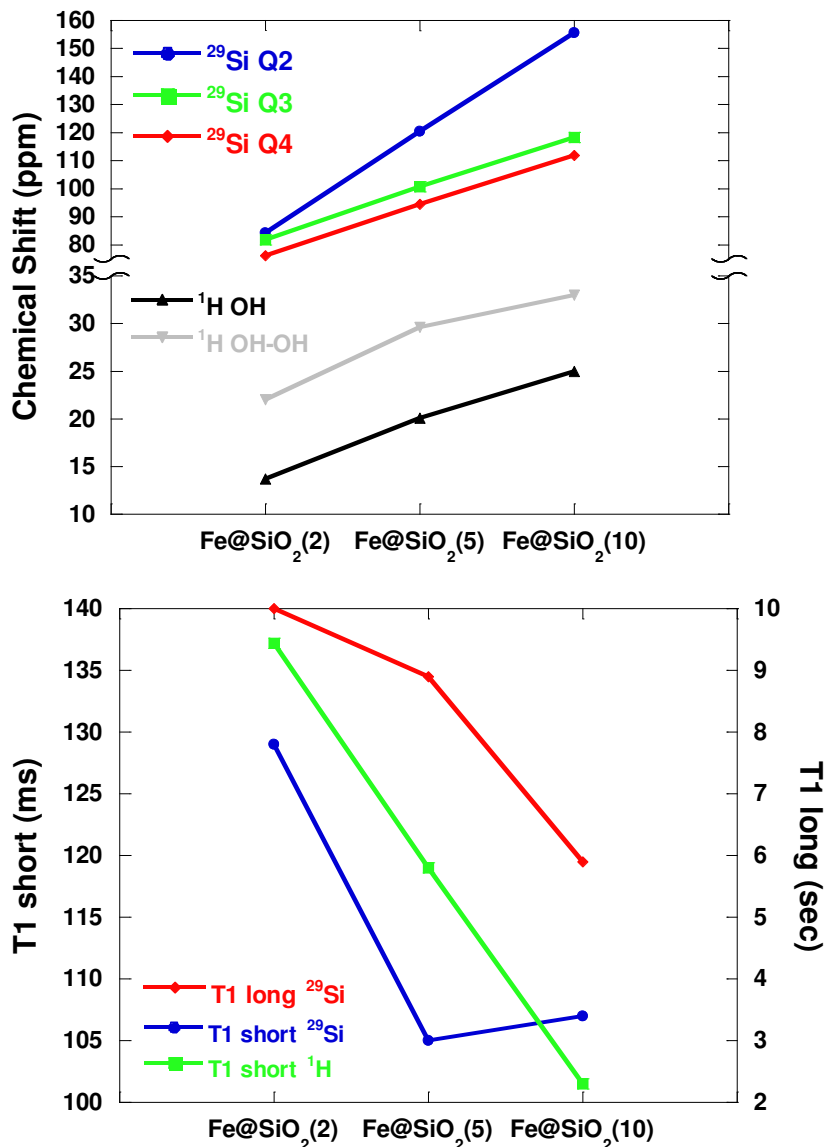 160
150
140
130
120
110
100
90
80
35
30
25
20
15
10
Chemical Shift (ppm)
²⁹Si Q2
²⁹Si Q3
²⁹Si Q4
¹H OH
¹H OH-OH
Fe@SiO₂(2) Fe@SiO₂(5) Fe@SiO₂(10)
140
135
130
125
120
115
110
105
100
T1 short (ms)
10
9
8
7
6
5
4
3
2
T1 long (sec)
T1 long ²⁹Si
T1 short ²⁹Si
T1 short ¹H
Fe@SiO₂(2) Fe@SiO₂(5) Fe@SiO₂(10)